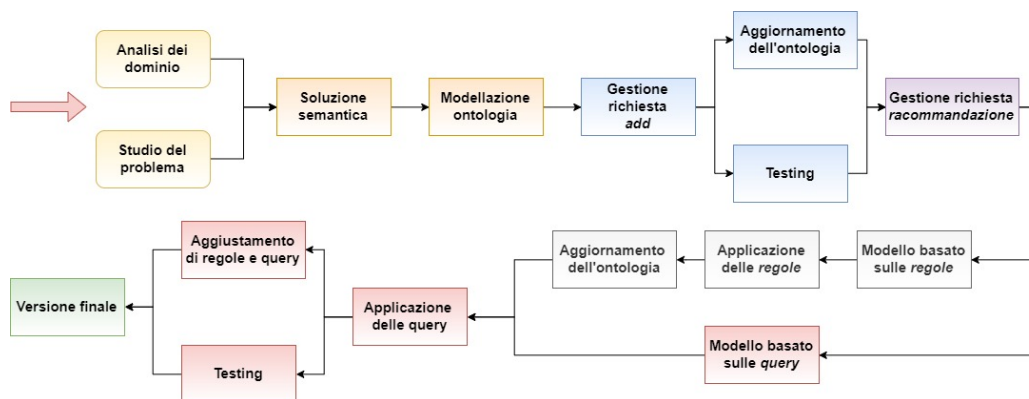 Analisi dei
dominio
Studio del
problema
Soluzione
semantica
Modellazione
ontologia
Gestione
richiesta
add
Aggiornamento
dell'ontologia
Testing
Gestione richiesta
racommandazione
Modello basato
sulle regole
Applicazione
delle regole
Aggiornamento
dell'ontologia
Modello basato
sulle query
Applicazione
delle query
Aggiustamento
di regole e query
Testing
Versione finale